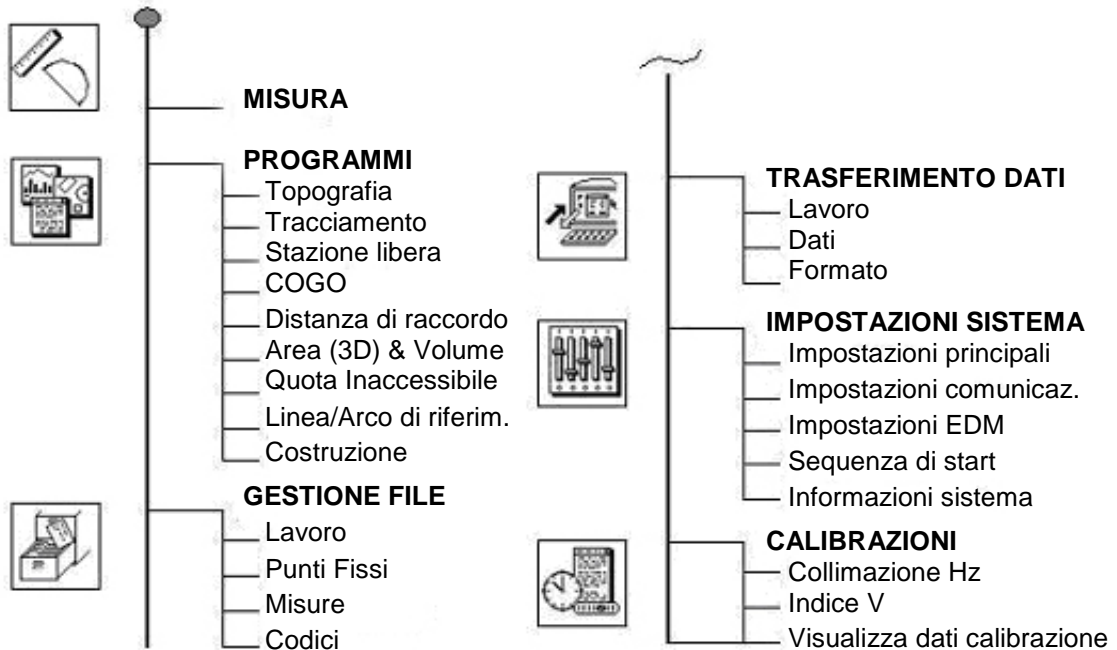 MISURA
PROGRAMMI
Topografia
Tracciamento
Stazione libera
COGO
Distanza di raccordo
Area (3D) & Volume
Quota Inaccessibile
Linea/Arco di riferim.
Costruzione
GESTIONE FILE
Lavoro
Punti Fissi
Misure
Codici
TRASFERIMENTO DATI
Lavoro
Dati
Formato
IMPOSTAZIONI SISTEMA
Impostazioni principali
Impostazioni comunicaz.
Impostazioni EDM
Sequenza di start
Informazioni sistema
CALIBRAZIONI
Collimazione Hz
Indice V
Visualizza dati calibrazione